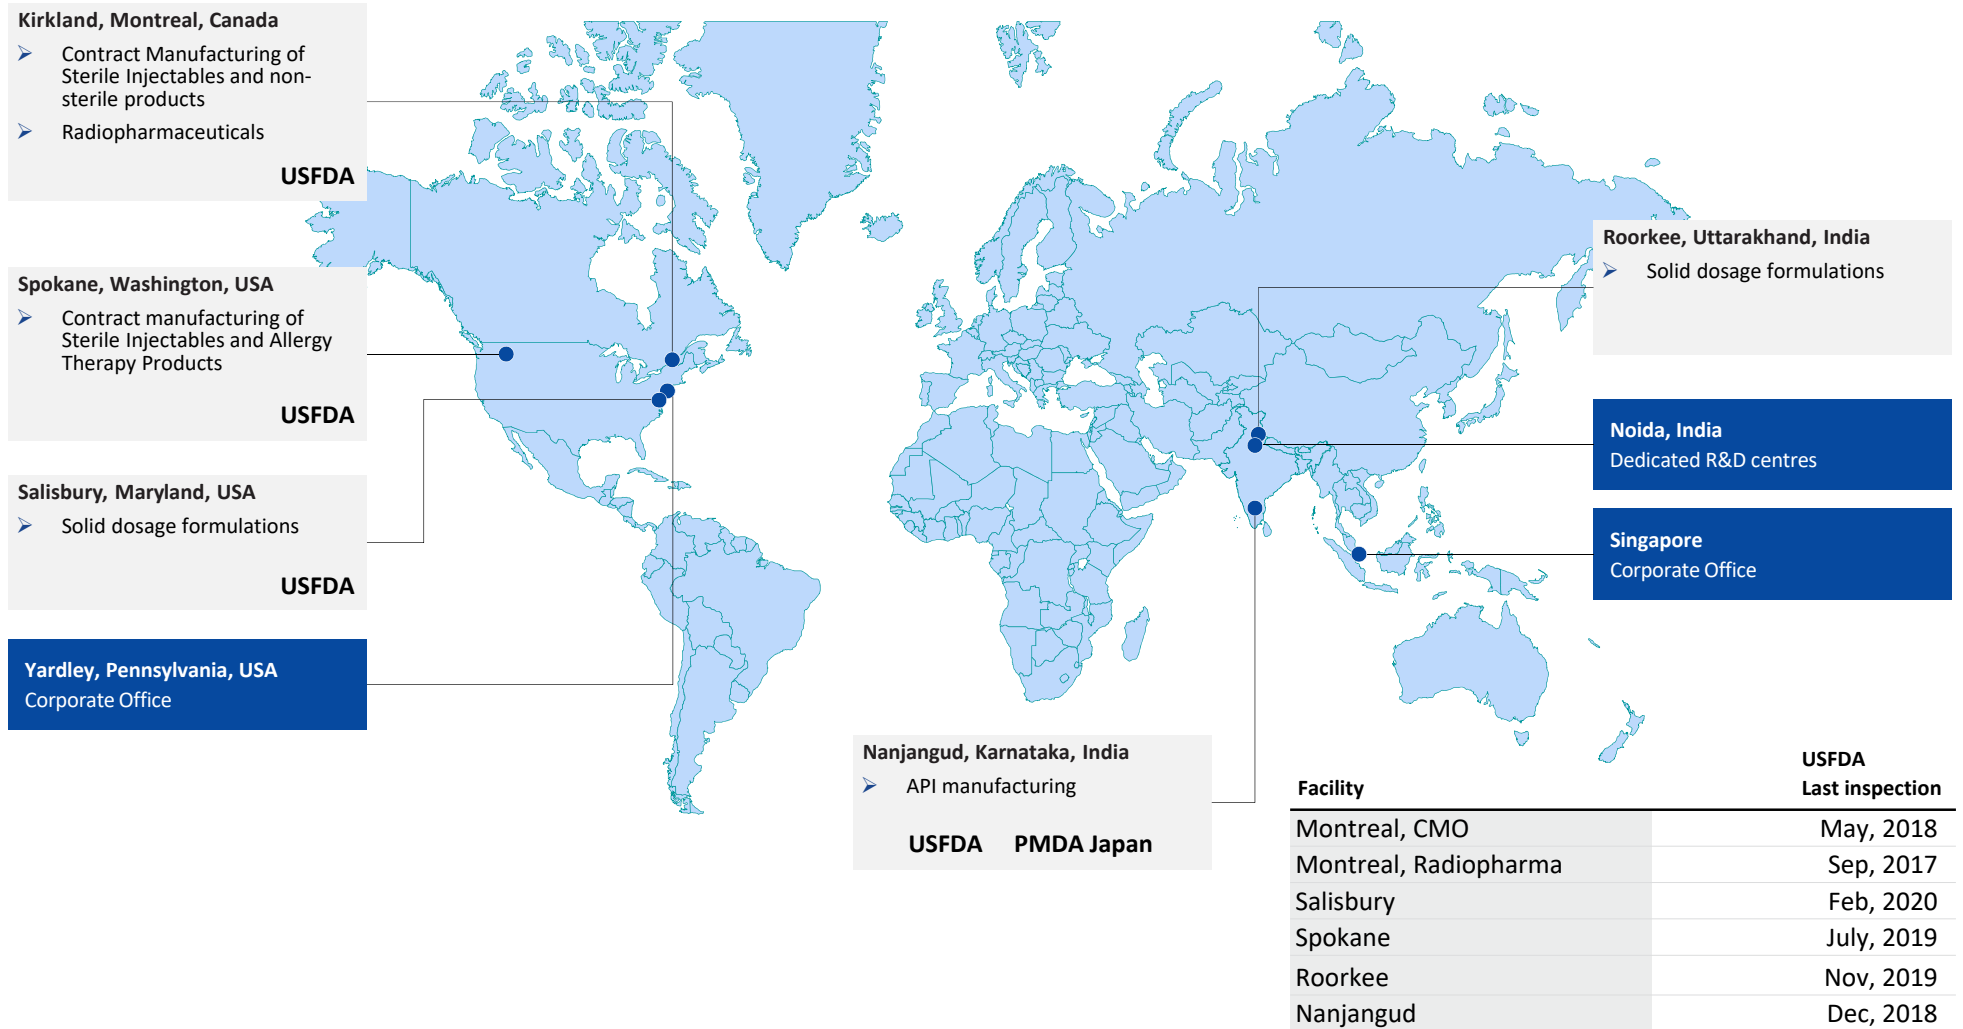 Kirkland, Montreal, Canada
➢ Contract Manufacturing of
Sterile Injectables and non-
sterile products
➢ Radiopharmaceuticals
USFDA
Spokane, Washington, USA
➢ Contract manufacturing of
Sterile Injectables and Allergy
Therapy Products
USFDA
Salisbury, Maryland, USA
➢ Solid dosage formulations
USFDA
Yardley, Pennsylvania, USA
Corporate Office
Roorkee, Uttarakhand, India
➢ Solid dosage formulations
Noida, India
Dedicated R&D centres
Singapore
Corporate Office
Nanjangud, Karnataka, India
➢ API manufacturing
USFDA PMDA Japan
USFDA
Facility Last inspection
Montreal, CMO May, 2018
Montreal, Radiopharma Sep, 2017
Salisbury Feb, 2020
Spokane July, 2019
Roorkee Nov, 2019
Nanjangud Dec, 2018